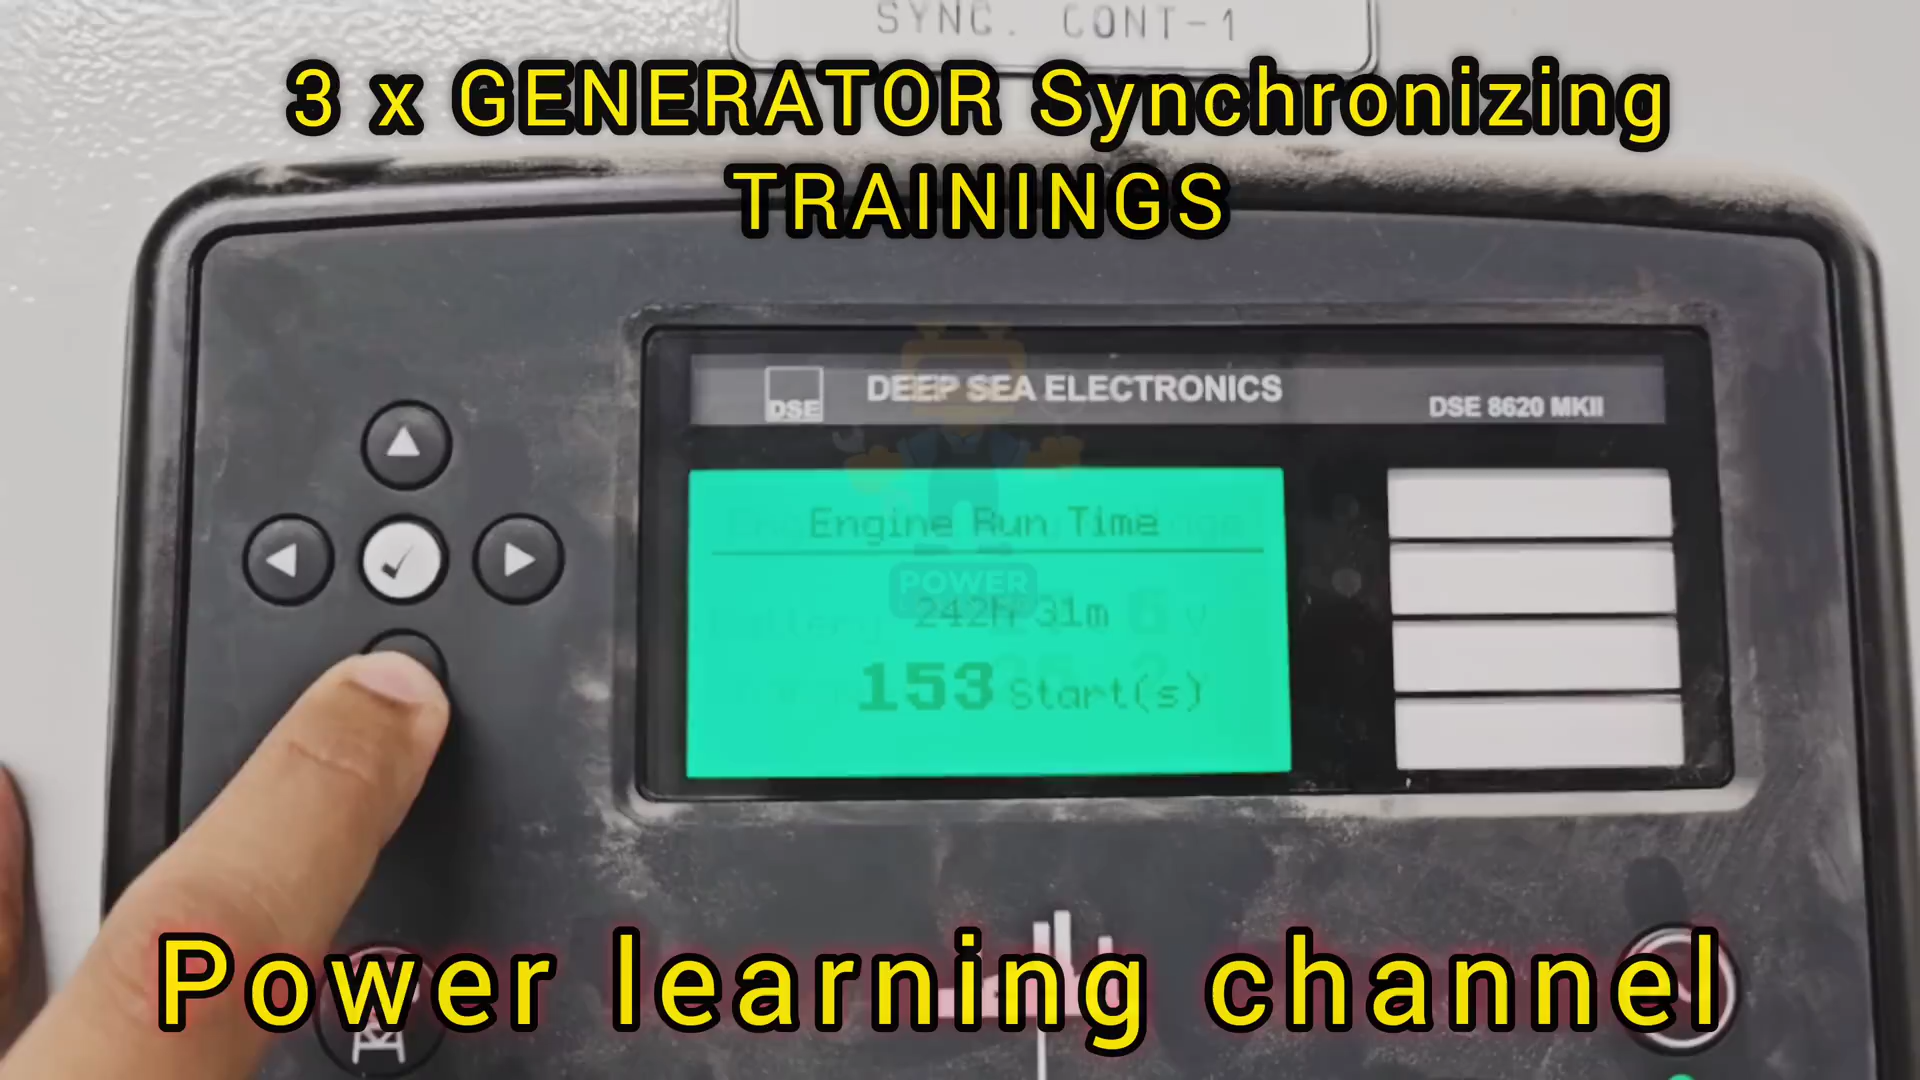 SYNC. CONT-1
3 x GENERATOR Synchronizing
TRAININGS
DSE
DEEP SEA ELECTRONICS
DSE 8620 MKII
Engine Run Time
POWER
242h 31m
153 Start(s)
Power learning channel